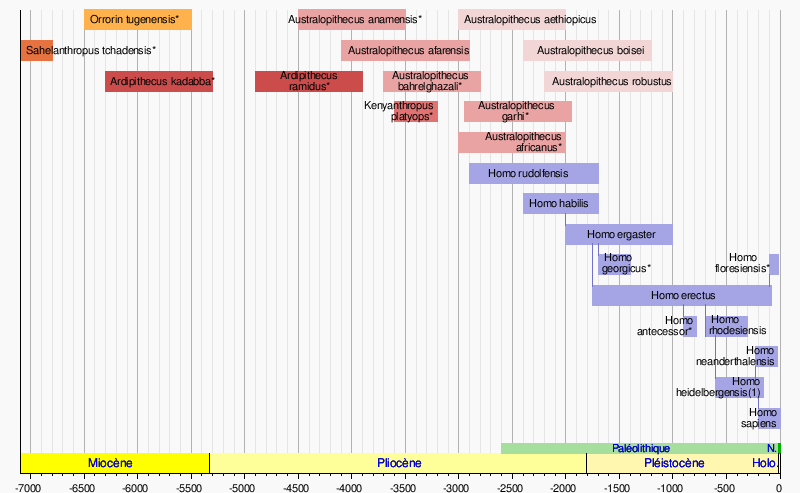 Orrorin tugenensis*
Australopithecus anamensis*
Australopithecus aethiopicus
Sahelanthropus tchadensis*
Australopithecus afarensis
Australopithecus boisei
Ardipithecus kadabba*
Ardipithecus
ramidus*
Australopithecus
bahrelghazali*
Australopithecus robustus
Kenyanthropus
platyops*
Australopithecus
garhi*
Australopithecus
africanus*
Homo rudolfensis
Homo habilis
Homo ergaster
Homo
georgicus*
Homo
floresiensis*
Homo erectus
Homo
antecessor*
Homo
rhodesiensis
Homo
neanderthalensis
Homo
heidelbergensis(1)
Homo
sapiens
Paléolithique
N.
Miocène
Pliocène
Pléistocène
Holo.
-7000 -6500 -6000 -5500 -5000 -4500 -4000 -3500 -3000 -2500 -2000 -1500 -1000 -500 0